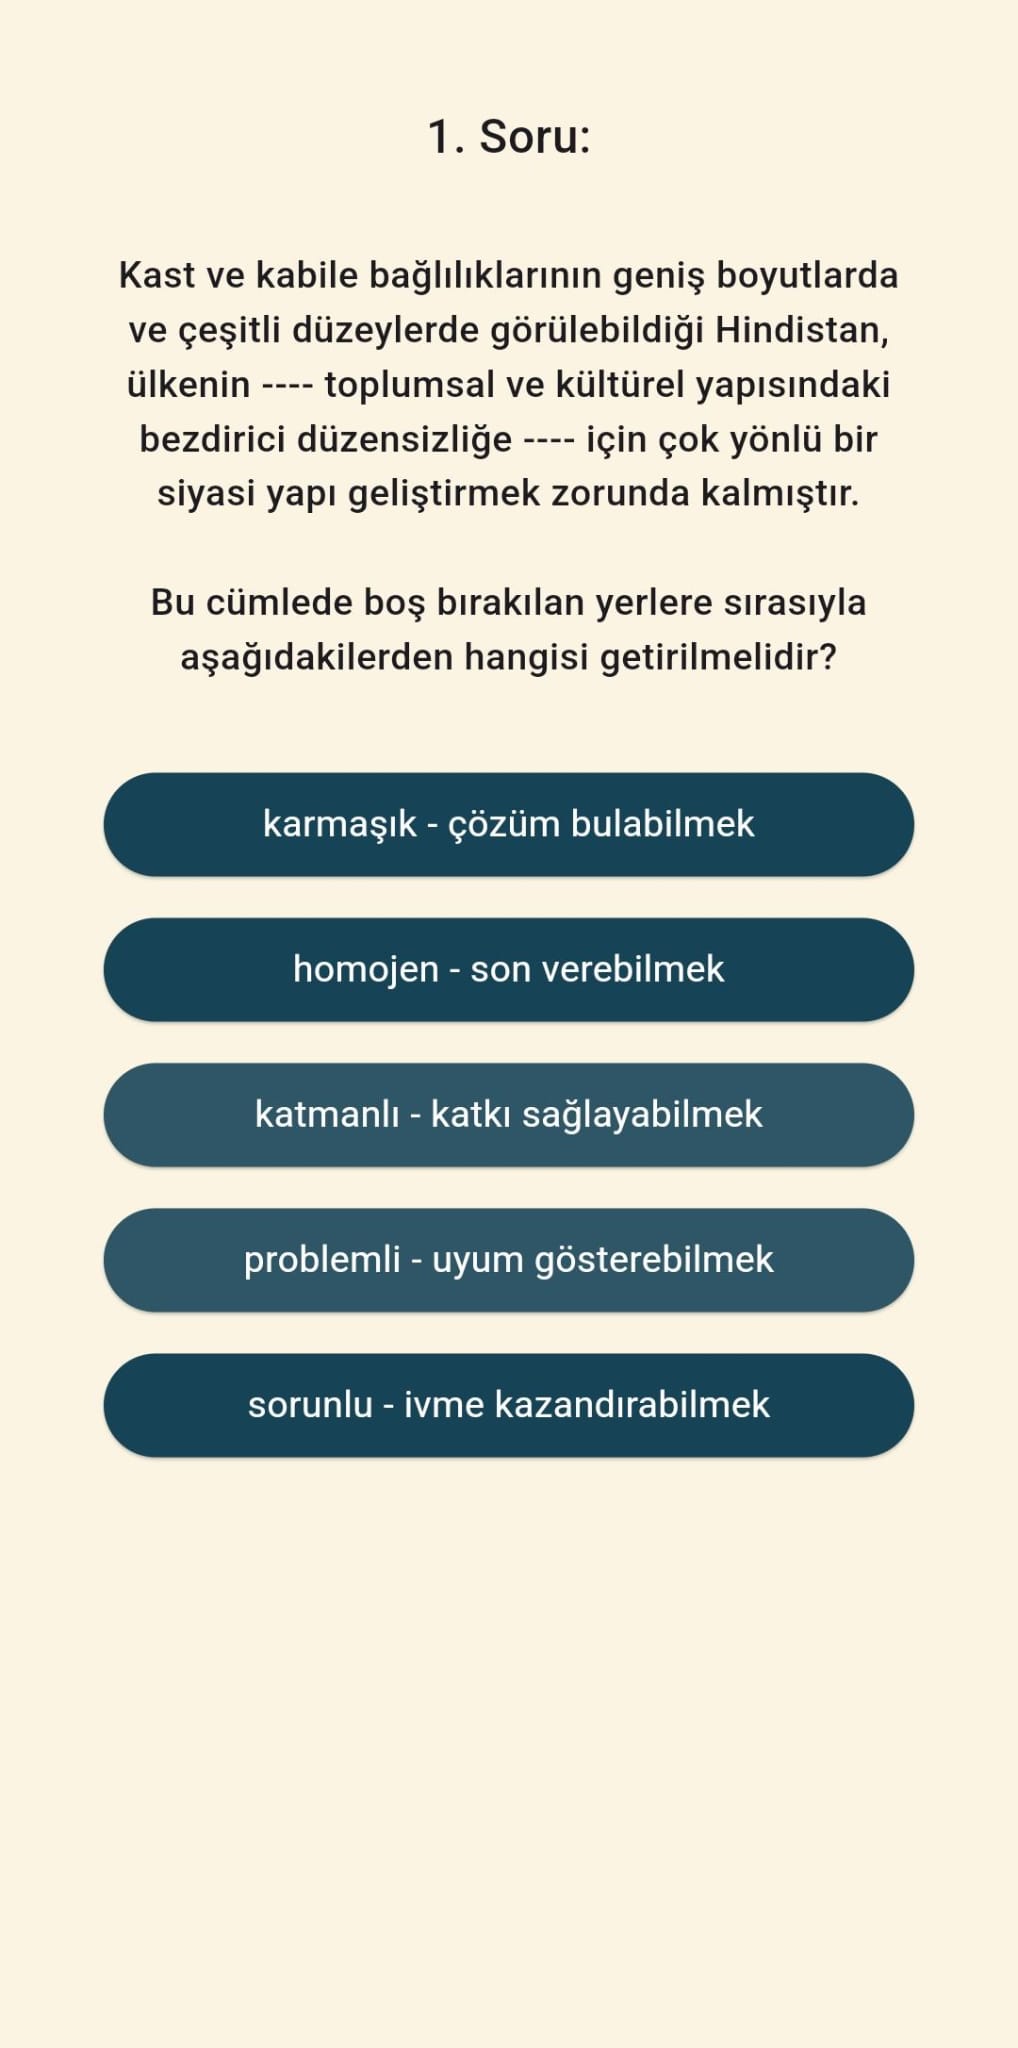 1. Soru:
Kast ve kabile bağlılıklarının geniş boyutlarda
ve çeşitli düzeylerde görülebildiği Hindistan,
ülkenin ---- toplumsal ve kültürel yapısındaki
bezdirici düzensizliğe ---- için çok yönlü bir
siyasi yapı geliştirmek zorunda kalmıştır.
Bu cümlede boş bırakılan yerlere sırasıyla
aşağıdakilerden hangisi getirilmelidir?
karmaşık - çözüm bulabilmek
homojen - son verebilmek
katmanlı - katkı sağlayabilmek
problemli - uyum gösterebilmek
sorunlu - ivme kazandırabilmek